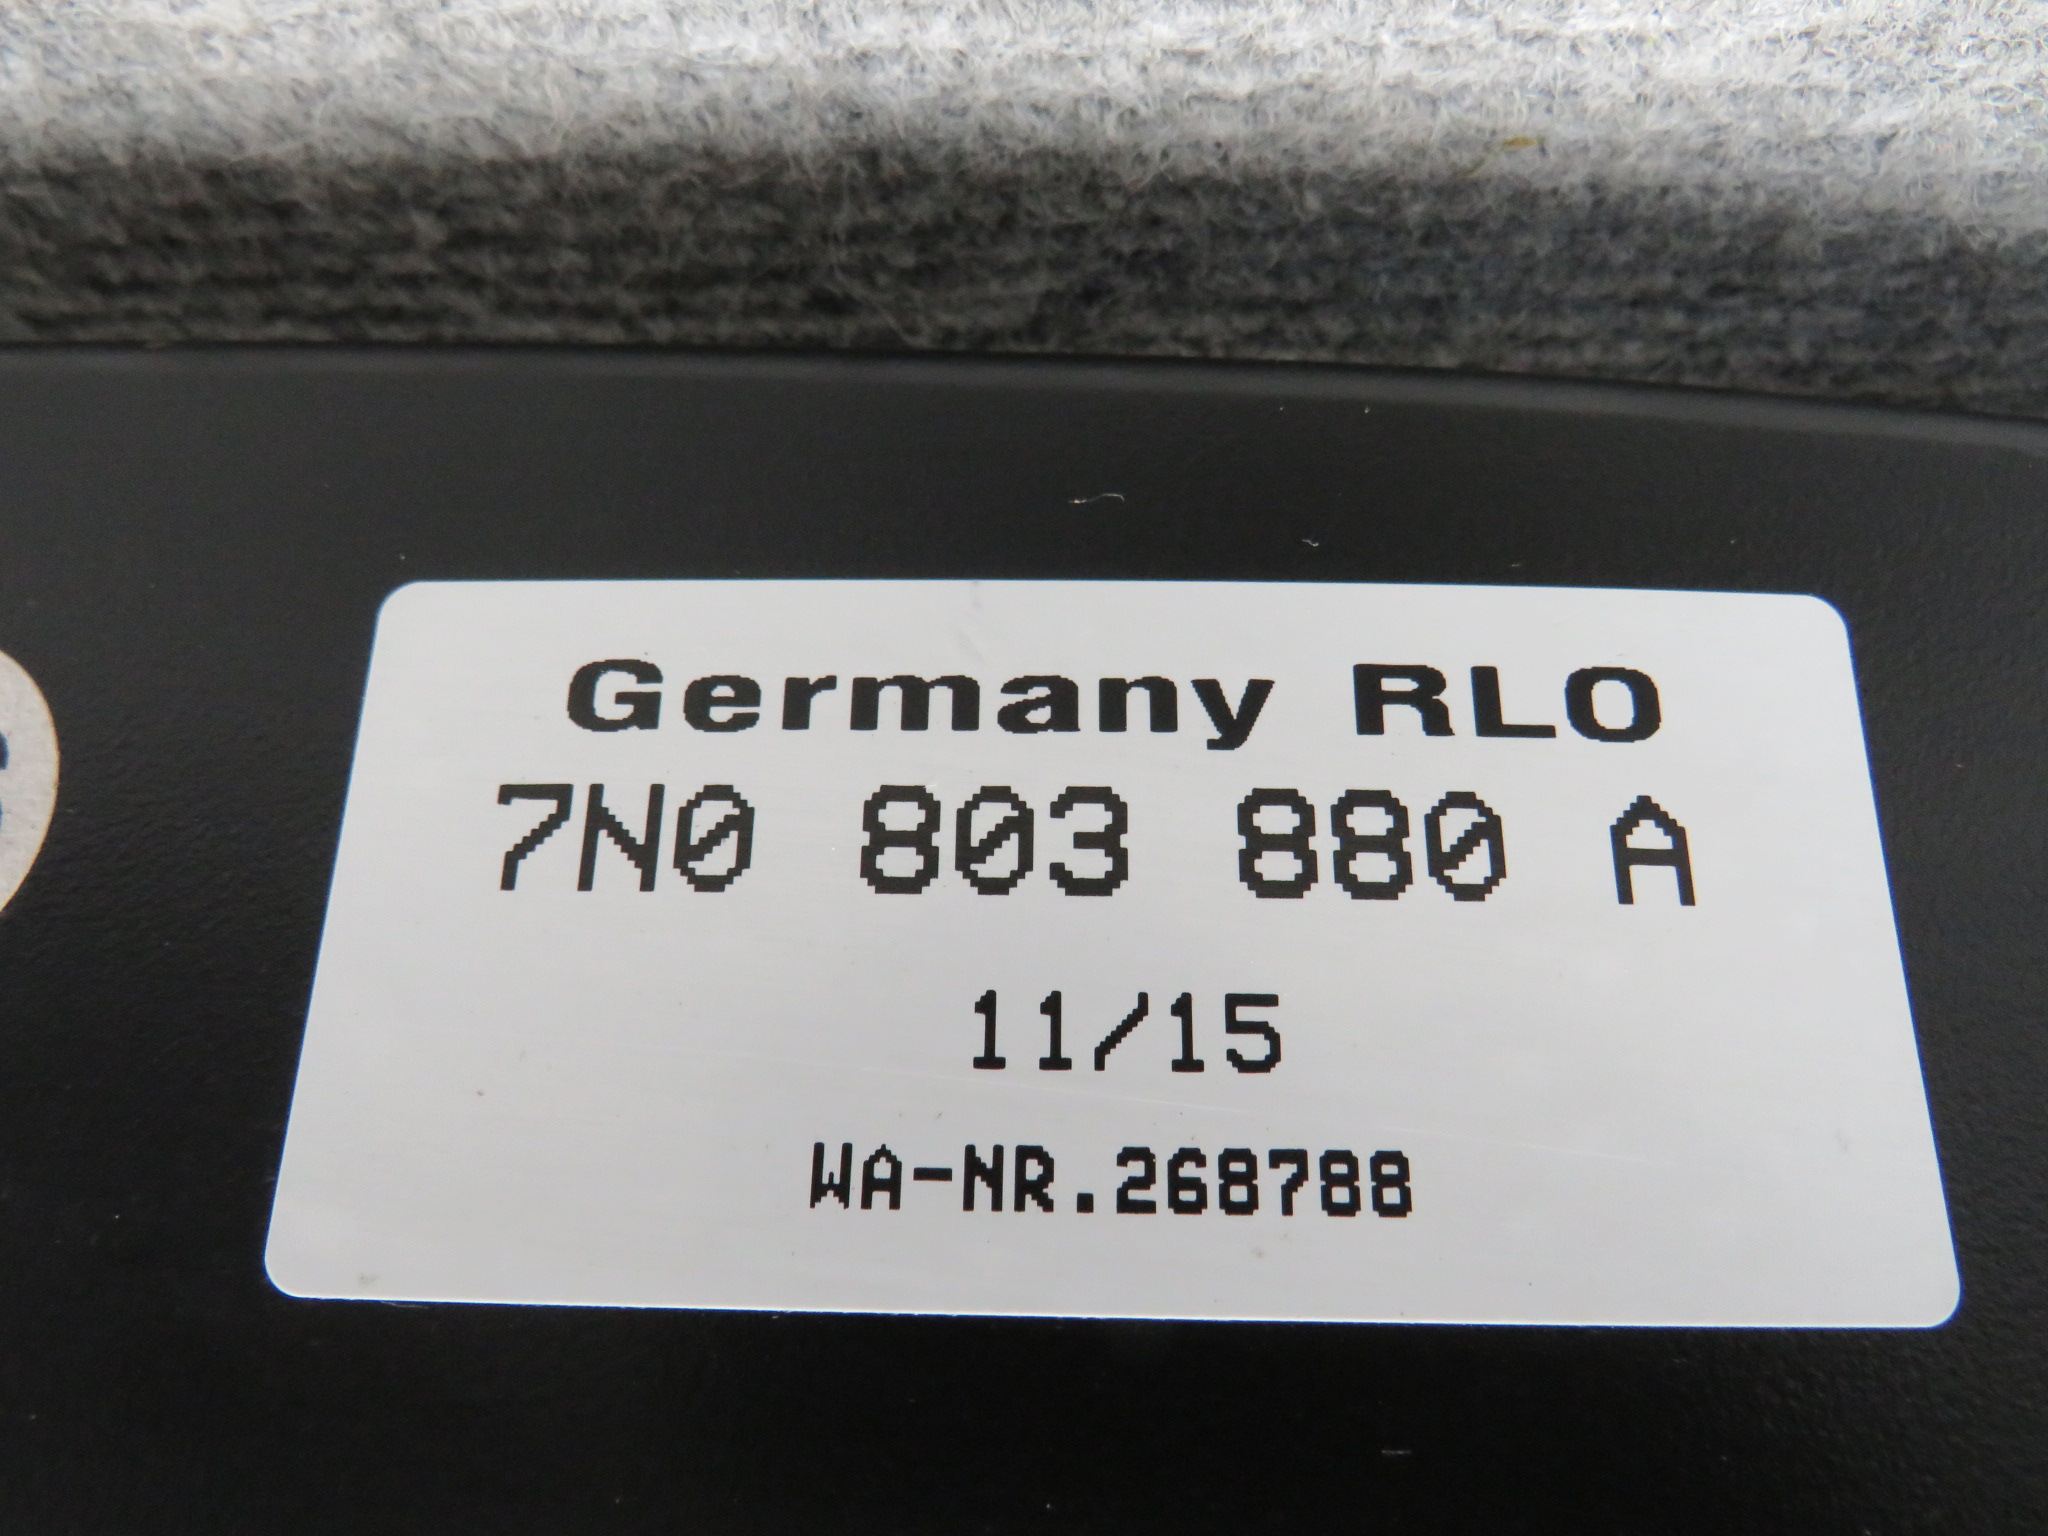 Germany RLO
7N0 803 880 A
11/15
WA-NR.268788